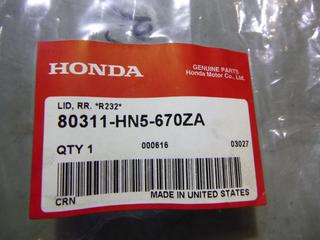 HONDA
GENUINE PARTS
Honda Motor Co., Ltd.
LID, RR. *R232*
80311-HN5-670ZA
QTY 1 000616 03027
MADE IN UNITED STATES
CRN